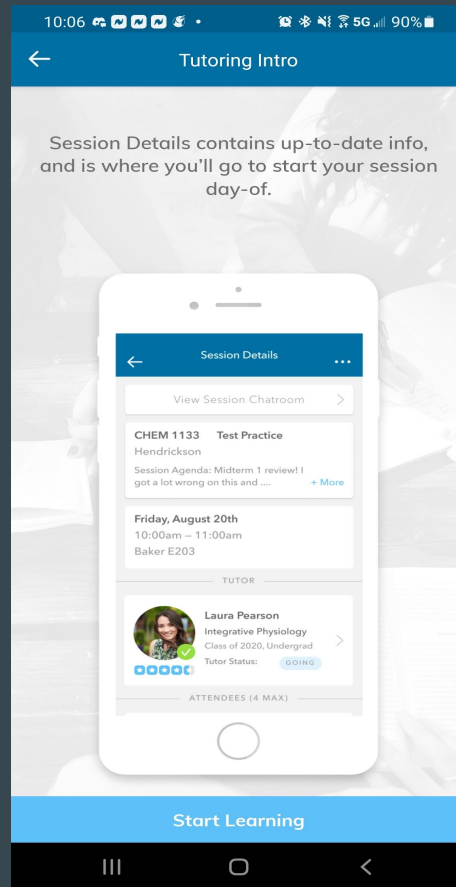 10:06
5G
90%
Tutoring Intro
Session Details contains up-to-date info,
and is where you'll go to start your session
day-of.
Session Details
View Session Chatroom
CHEM 1133 Test Practice
Hendrickson
Session Agenda: Midterm 1 review! I
got a lot wrong on this and .... + More
Friday, August 20th
10:00am – 11:00am
Baker E203
TUTOR
Laura Pearson
Integrative Physiology
Class of 2020, Undergrad
Tutor Status: GOING
ATTENDEES (4 MAX)
Start Learning